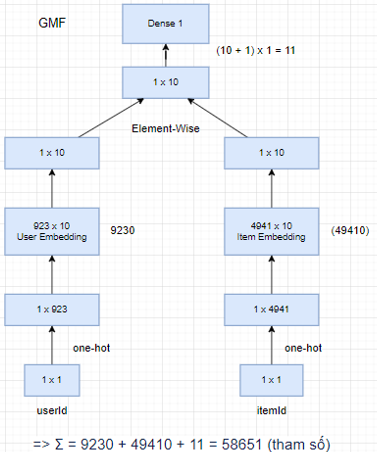 GMF
Dense 1
(10 + 1) x 1 = 11
1 x 10
Element-Wise
1 x 10
1 x 10
923 x 10
User Embedding
9230
4941 x 10
Item Embedding
(49410)
1 x 923
1 x 4941
one-hot
one-hot
1 x 1
1 x 1
userId
itemId
=> Σ = 9230 + 49410 + 11 = 58651 (tham số)